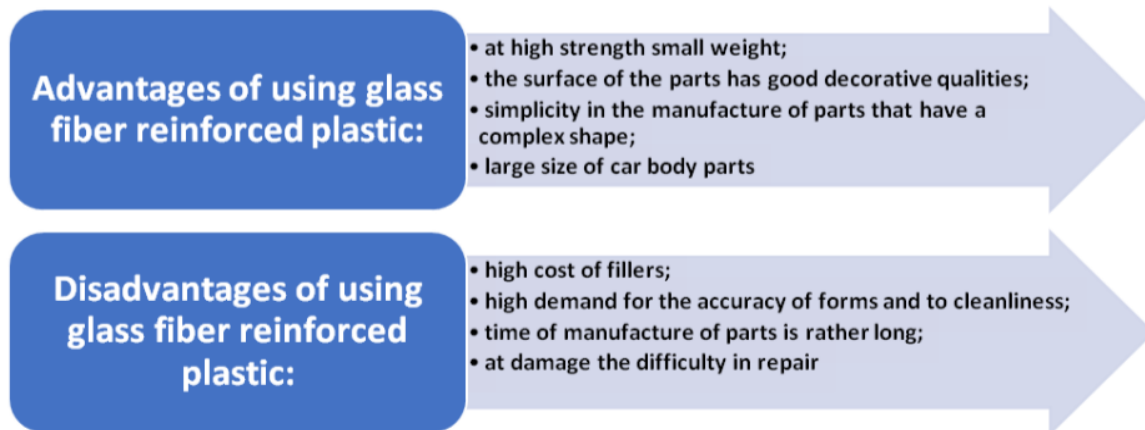 Advantages of using glass
fiber reinforced plastic:
• at high strength small weight;
• the surface of the parts has good decorative qualities;
• simplicity in the manufacture of parts that have a
complex shape;
• large size of car body parts
Disadvantages of using
glass fiber reinforced
plastic:
• high cost of fillers;
• high demand for the accuracy of forms and to cleanliness;
• time of manufacture of parts is rather long;
• at damage the difficulty in repair